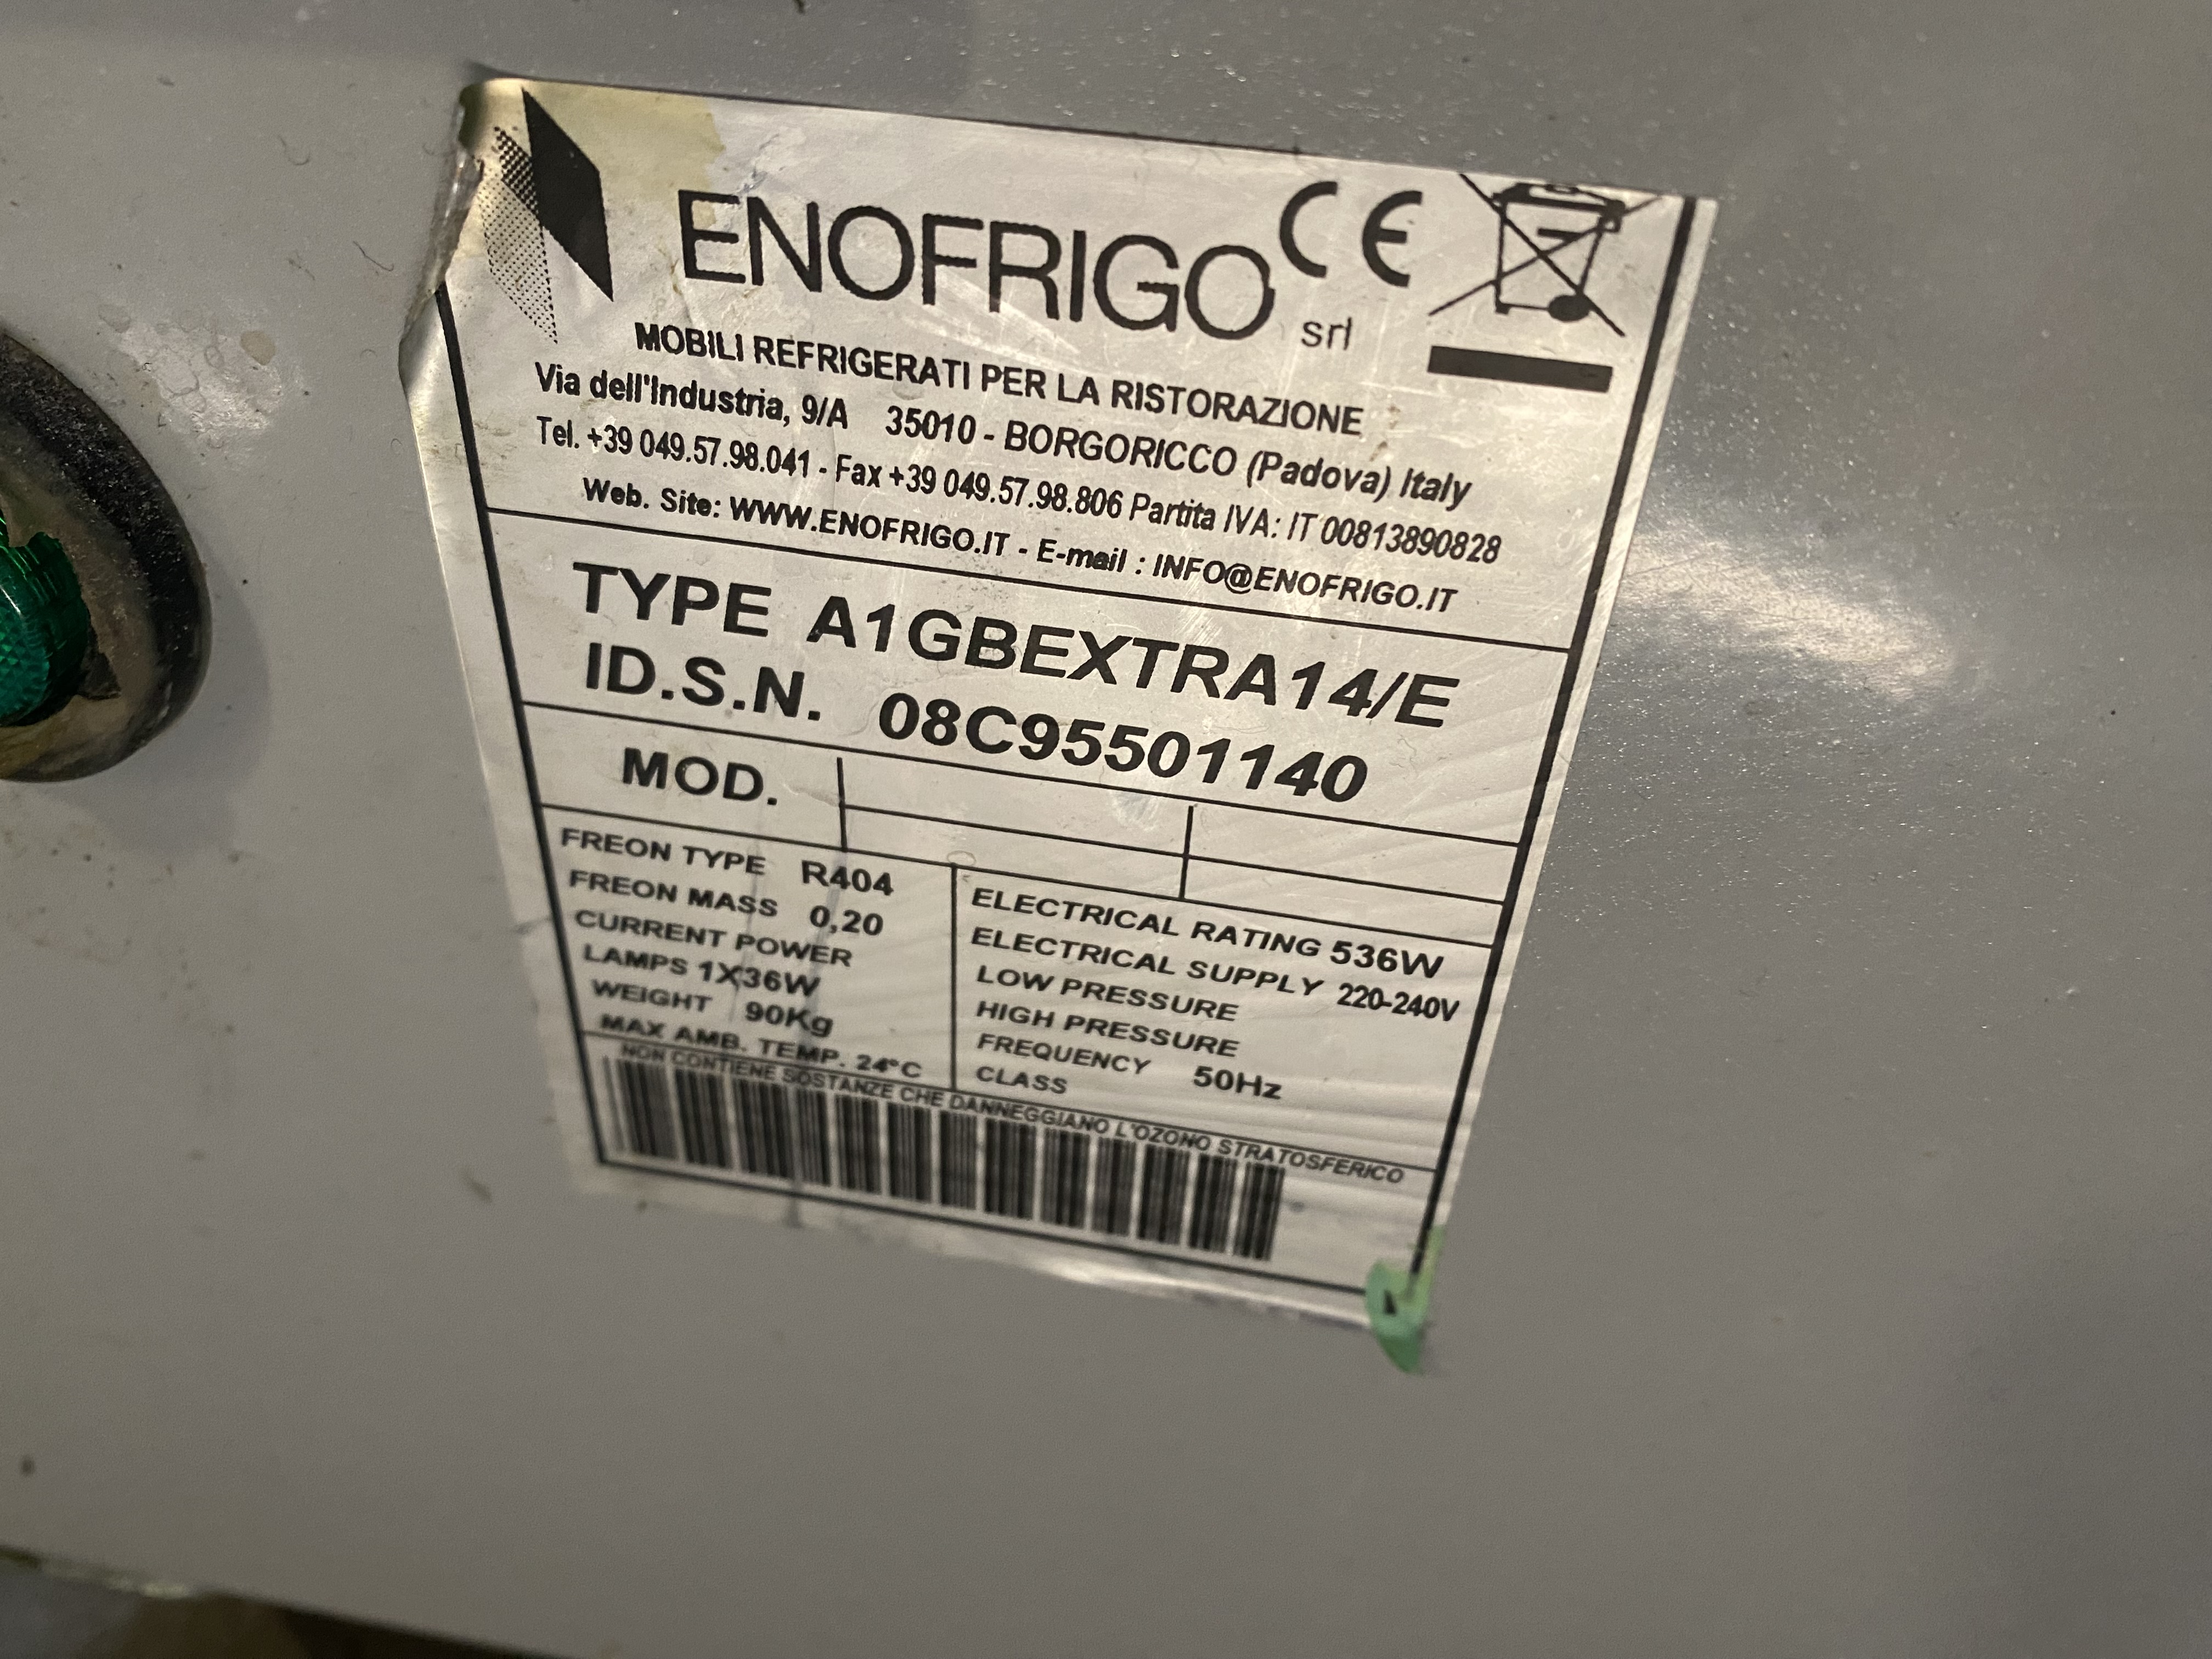 ENOFRIGO srl CE
MOBILI REFRIGERATI PER LA RISTORAZIONE
Via dell'Industria, 9/A 35010 - BORGORICCO (Padova) Italy
Tel. +39 049.57.98.041 - Fax +39 049.57.98.806 Partita IVA: IT 00813890828
Web. Site: WWW.ENOFRIGO.IT - E-mail : INFO@ENOFRIGO.IT
TYPE A1GBEXTRA14/E
ID.S.N. 08C95501140
MOD.
FREON TYPE R404
FREON MASS 0,20
CURRENT POWER
LAMPS 1X36W
WEIGHT 90Kg
MAX AMB. TEMP. 24°C
ELECTRICAL RATING 536W
ELECTRICAL SUPPLY 220-240V
LOW PRESSURE
HIGH PRESSURE
FREQUENCY 50Hz
CLASS
NON CONTIENE SOSTANZE CHE DANNEGGIANO L'OZONO STRATOSFERICO